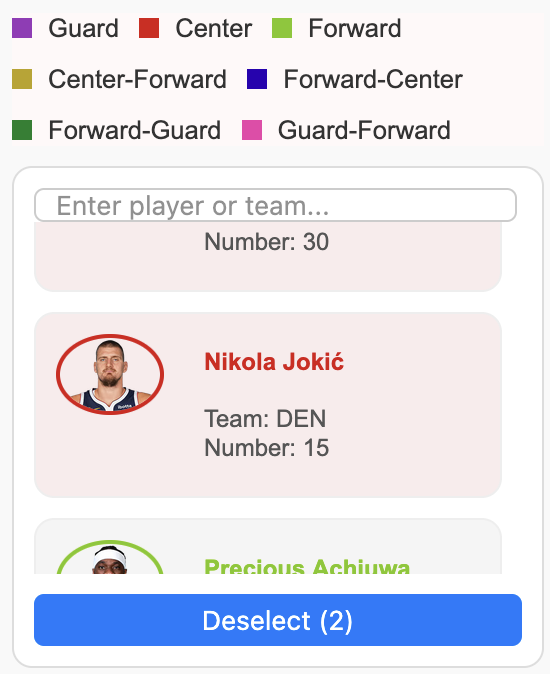 Guard Center Forward
Center-Forward Forward-Center
Forward-Guard Guard-Forward
Enter player or team...
Number: 30
Nikola Jokić
Team: DEN
Number: 15
Precious Achiuwa
Deselect (2)